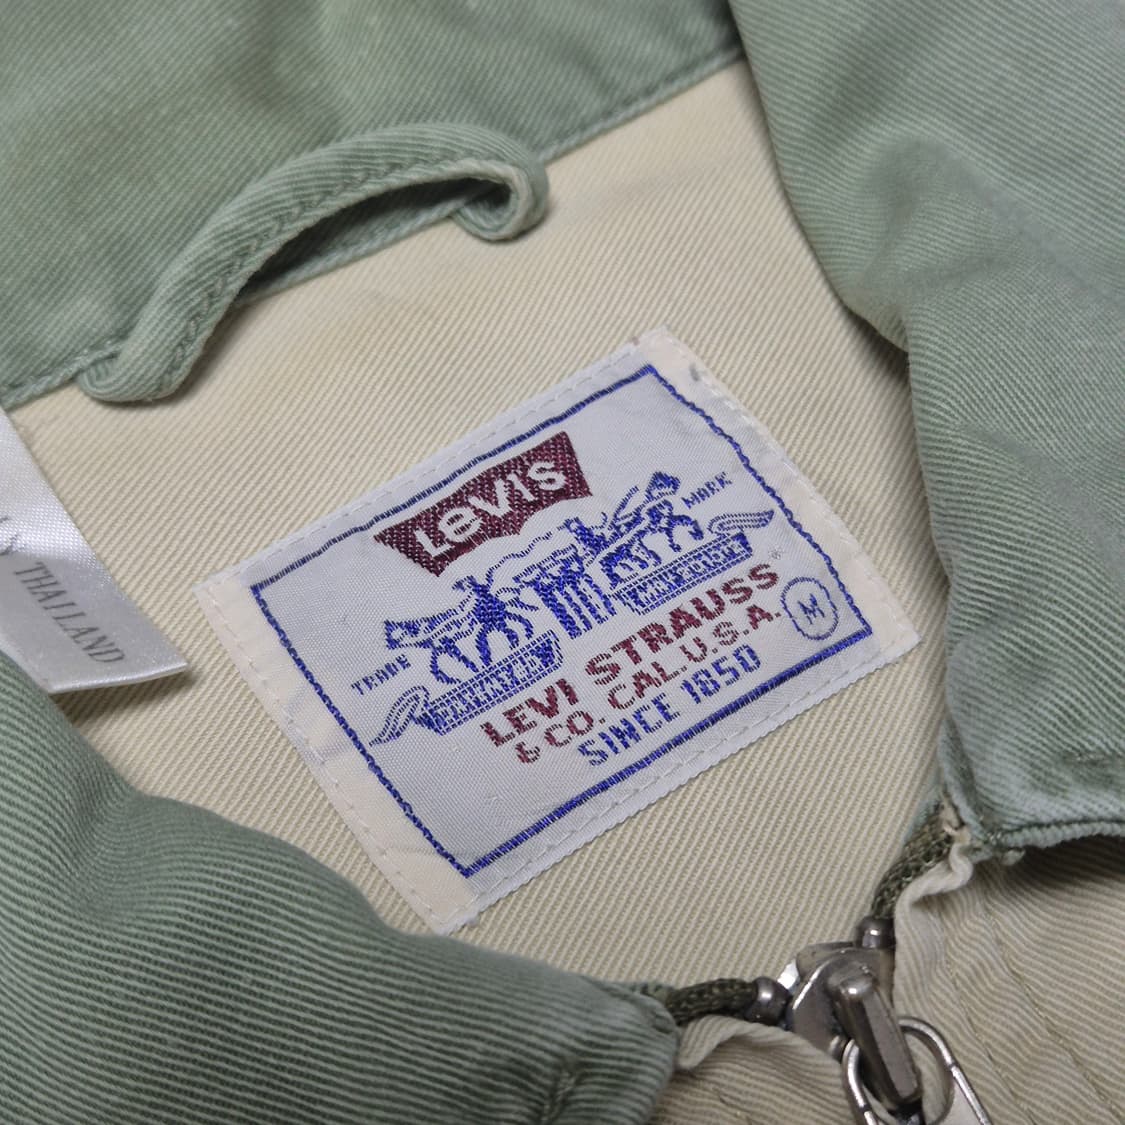 LEVI'S
TRADE MARK
LEVI STRAUSS
& CO. CAL.U.S.A.
SINCE 1850
M
THAILAND